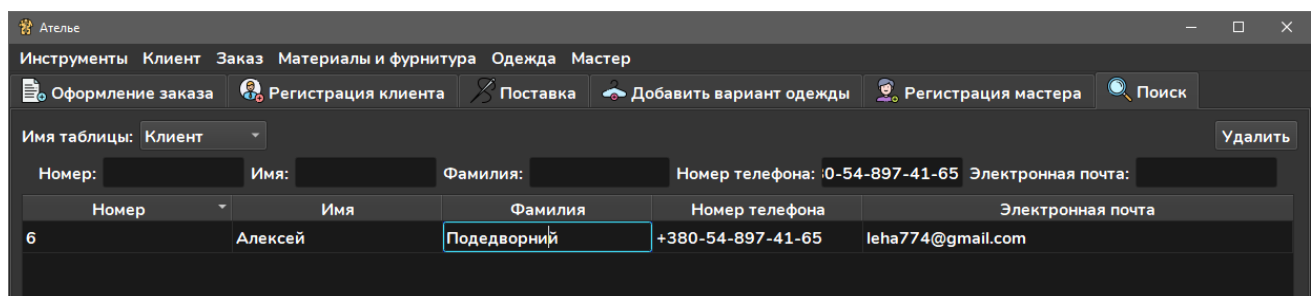 Ателье
Инструменты Клиент Заказ Материалы и фурнитура Одежда Мастер
Оформление заказа Регистрация клиента Поставка Добавить вариант одежды Регистрация мастера Поиск
Имя таблицы: Клиент Удалить
Номер: Имя: Фамилия: Номер телефона: 0-54-897-41-65 Электронная почта:
Номер Имя Фамилия Номер телефона Электронная почта
6 Алексей Подедворний +380-54-897-41-65 leha774@gmail.com